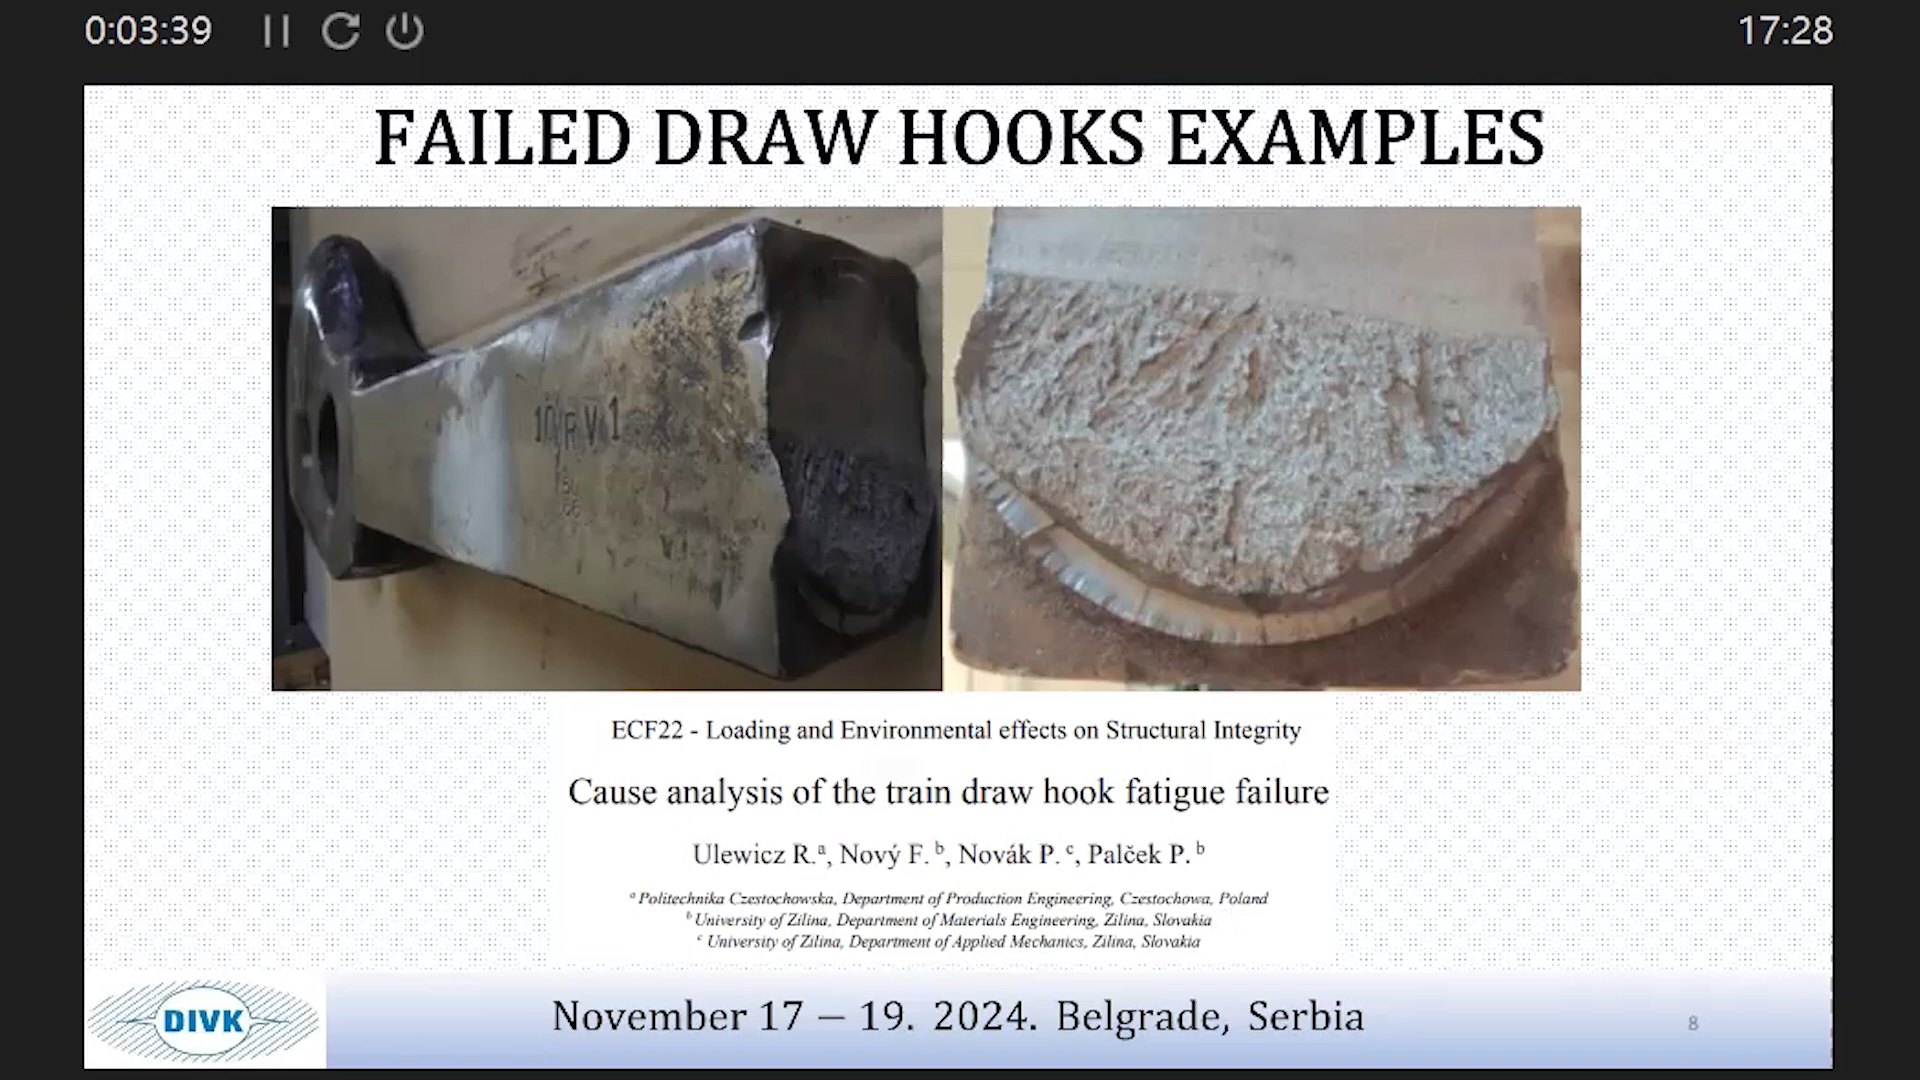 0:03:39
17:28
FAILED DRAW HOOKS EXAMPLES
10 R V 1
ECF22 - Loading and Environmental effects on Structural Integrity
Cause analysis of the train draw hook fatigue failure
Ulewicz R.ᵃ, Nový F. ᵇ, Novák P. ᶜ, Palček P. ᵇ
ᵃ Politechnika Czestochowska, Department of Production Engineering, Czestochowa, Poland
ᵇ University of Zilina, Department of Materials Engineering, Zilina, Slovakia
ᶜ University of Zilina, Department of Applied Mechanics, Zilina, Slovakia
DIVK
November 17 – 19. 2024. Belgrade, Serbia
8